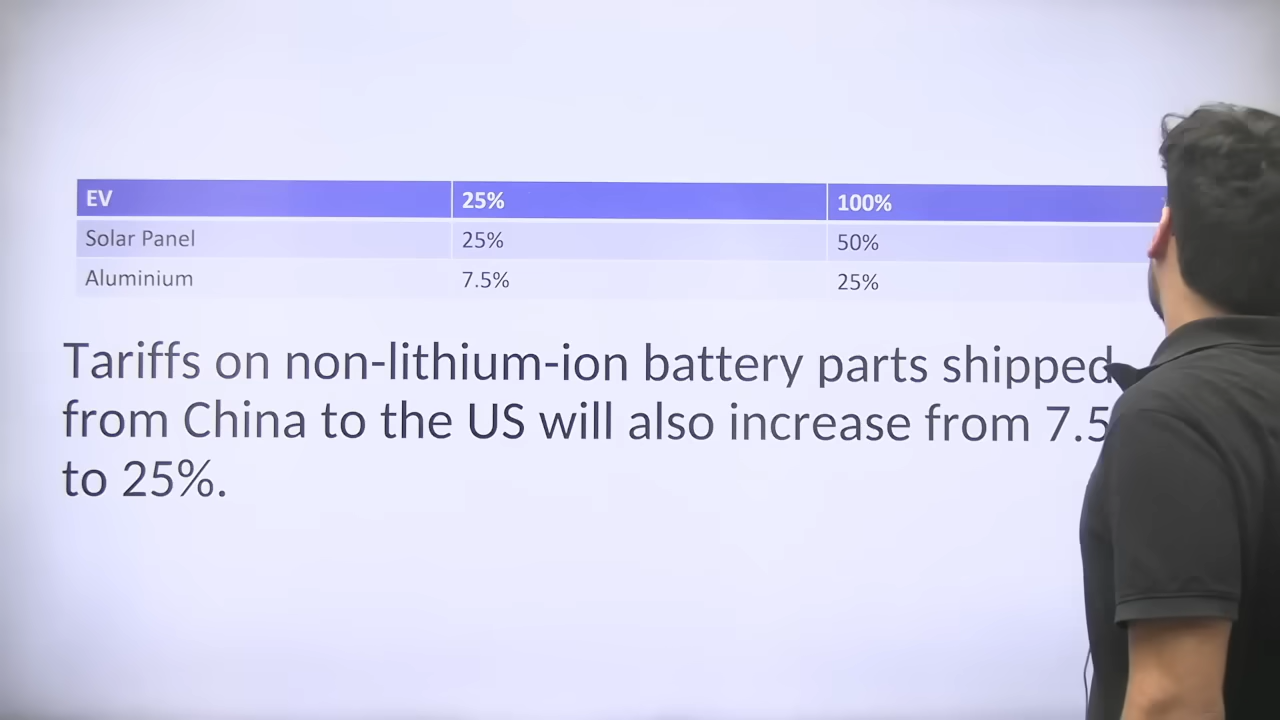 EV 25% 100%
Solar Panel 25% 50%
Aluminium 7.5% 25%
Tariffs on non-lithium-ion battery parts shipped
from China to the US will also increase from 7.5
to 25%.